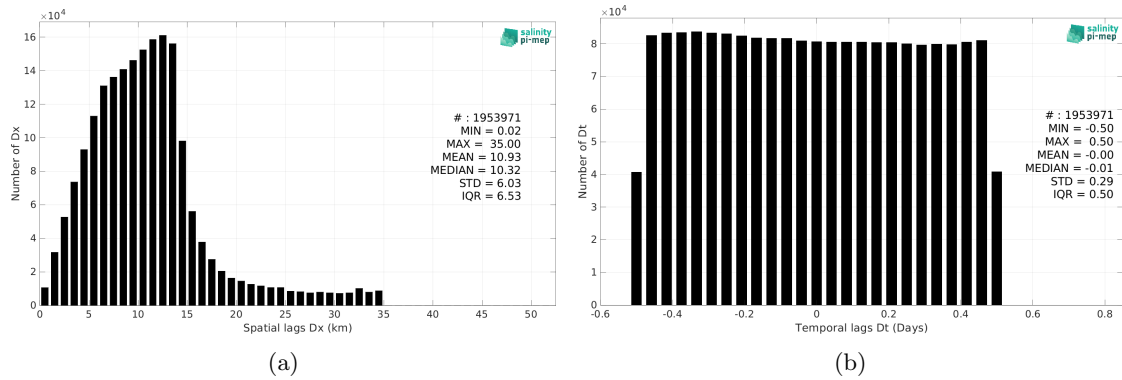 ×10⁴
16
14
12
10
8
6
4
2
0
Number of Dx
0 5 10 15 20 25 30 35 40 45 50
Spatial lags Dx (km)
salinity
pi-mep
# : 1953971
MIN = 0.02
MAX = 35.00
MEAN = 10.93
MEDIAN = 10.32
STD = 6.03
IQR = 6.53
(a)
×10⁴
8
7
6
5
4
3
2
1
0
Number of Dt
-0.6 -0.4 -0.2 0 0.2 0.4 0.6 0.8
Temporal lags Dt (Days)
salinity
pi-mep
# : 1953971
MIN = -0.50
MAX = 0.50
MEAN = -0.00
MEDIAN = -0.01
STD = 0.29
IQR = 0.50
(b)